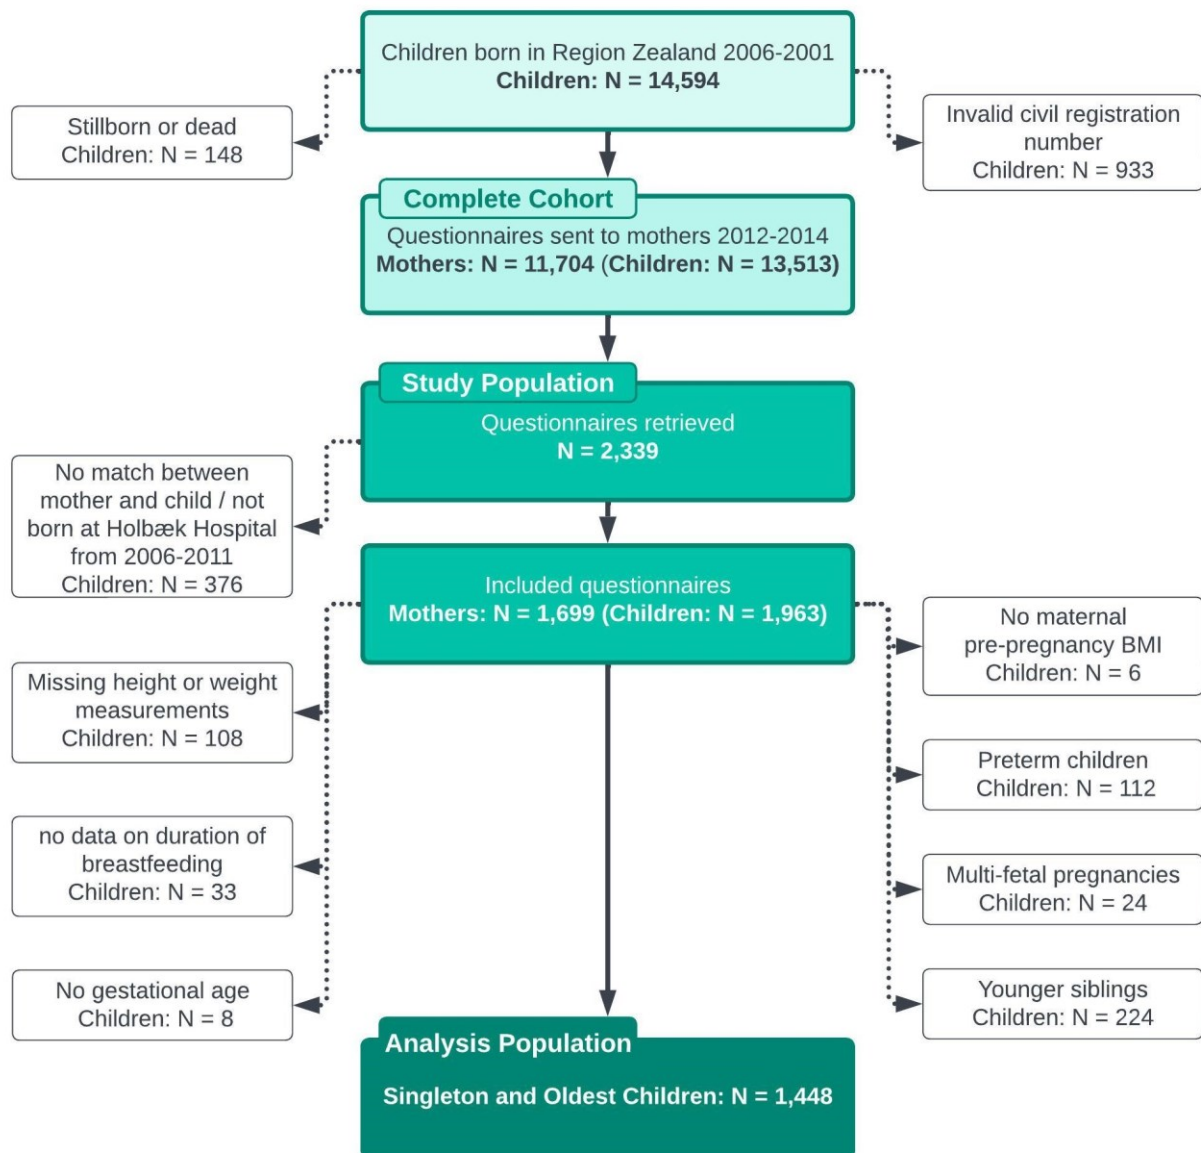 Children born in Region Zealand 2006-2001
Children: N = 14,594
Stillborn or dead
Children: N = 148
Invalid civil registration
number
Children: N = 933
Complete Cohort
Questionnaires sent to mothers 2012-2014
Mothers: N = 11,704 (Children: N = 13,513)
Study Population
Questionnaires retrieved
N = 2,339
No match between
mother and child / not
born at Holbæk Hospital
from 2006-2011
Children: N = 376
Included questionnaires
Mothers: N = 1,699 (Children: N = 1,963)
Missing height or weight
measurements
Children: N = 108
no data on duration of
breastfeeding
Children: N = 33
No gestational age
Children: N = 8
No maternal
pre-pregnancy BMI
Children: N = 6
Preterm children
Children: N = 112
Multi-fetal pregnancies
Children: N = 24
Younger siblings
Children: N = 224
Analysis Population
Singleton and Oldest Children: N = 1,448